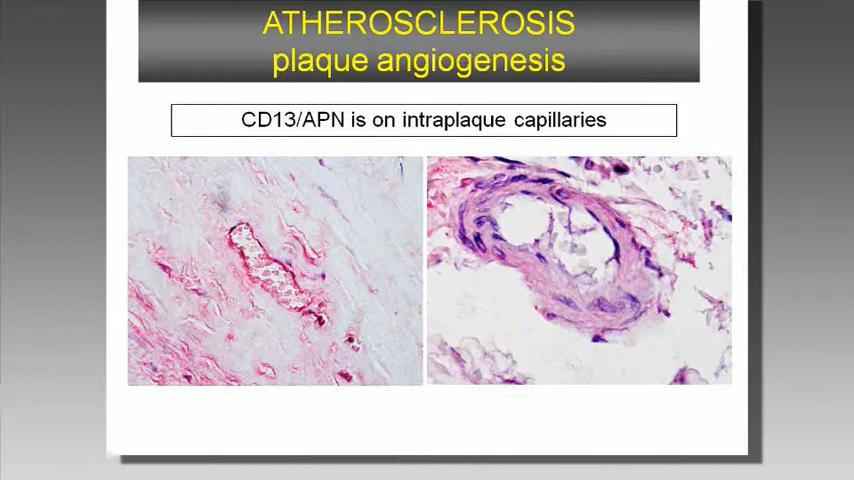 ATHEROSCLEROSIS
plaque angiogenesis
CD13/APN is on intraplaque capillaries